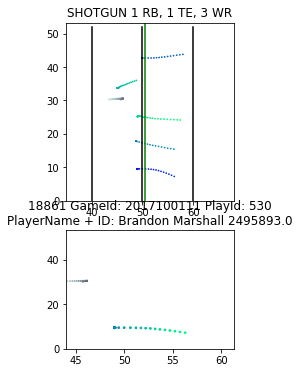 SHOTGUN 1 RB, 1 TE, 3 WR
50
40
30
20
10
0
40 50 60
18861 GameId: 2017100111 PlayId: 530
PlayerName + ID: Brandon Marshall 2495893.0
40
20
0
45 50 55 60